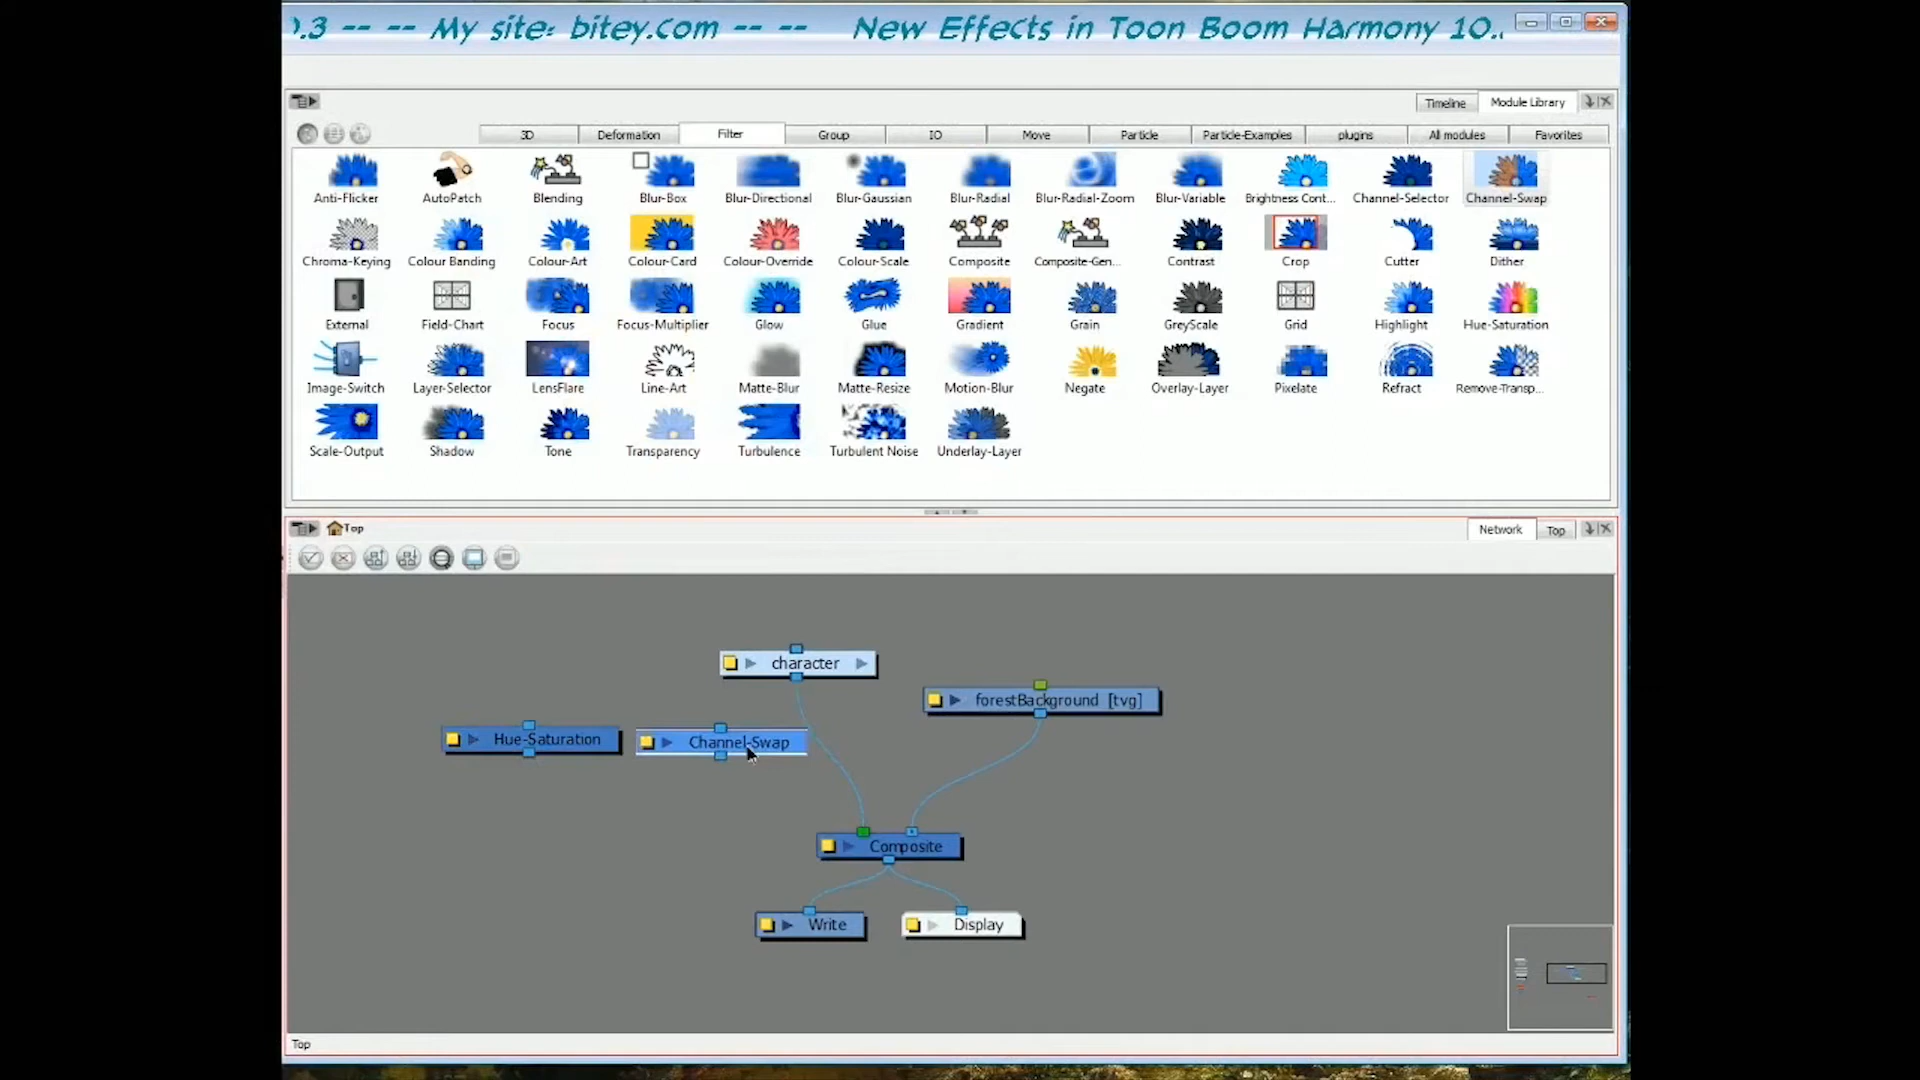 0.3 -- -- My site: bitey.com -- -- New Effects in Toon Boom Harmony 10..
Timeline Module Library
3D Deformation Filter Group IO Move Particle Particle-Examples plugins All modules Favorites
Anti-Flicker AutoPatch Blending Blur-Box Blur-Directional Blur-Gaussian Blur-Radial Blur-Radial-Zoom Blur-Variable Brightness Cont... Channel-Selector Channel-Swap
Chroma-Keying Colour Banding Colour-Art Colour-Card Colour-Override Colour-Scale Composite Composite-Gen... Contrast Crop Cutter Dither
External Field-Chart Focus Focus-Multiplier Glow Glue Gradient Grain GreyScale Grid Highlight Hue-Saturation
Image-Switch Layer-Selector LensFlare Line-Art Matte-Blur Matte-Resize Motion-Blur Negate Overlay-Layer Pixelate Refract Remove-Transp...
Scale-Output Shadow Tone Transparency Turbulence Turbulent Noise Underlay-Layer
Top Network Top
character
forestBackground [tvg]
Hue-Saturation Channel-Swap
Composite
Write Display
Top